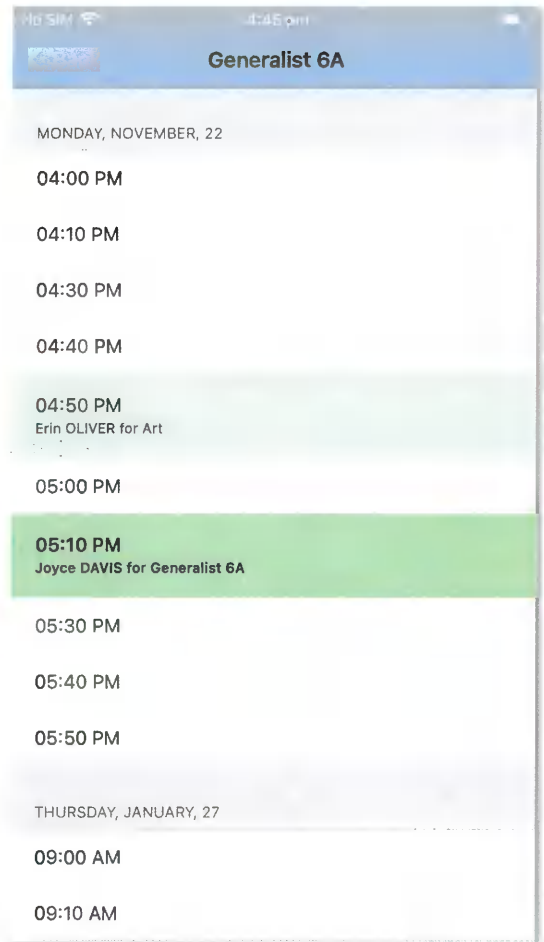 No SIM 4:45 pm
Generalist 6A
MONDAY, NOVEMBER, 22
04:00 PM
04:10 PM
04:30 PM
04:40 PM
04:50 PM
Erin OLIVER for Art
05:00 PM
05:10 PM
Joyce DAVIS for Generalist 6A
05:30 PM
05:40 PM
05:50 PM
THURSDAY, JANUARY, 27
09:00 AM
09:10 AM